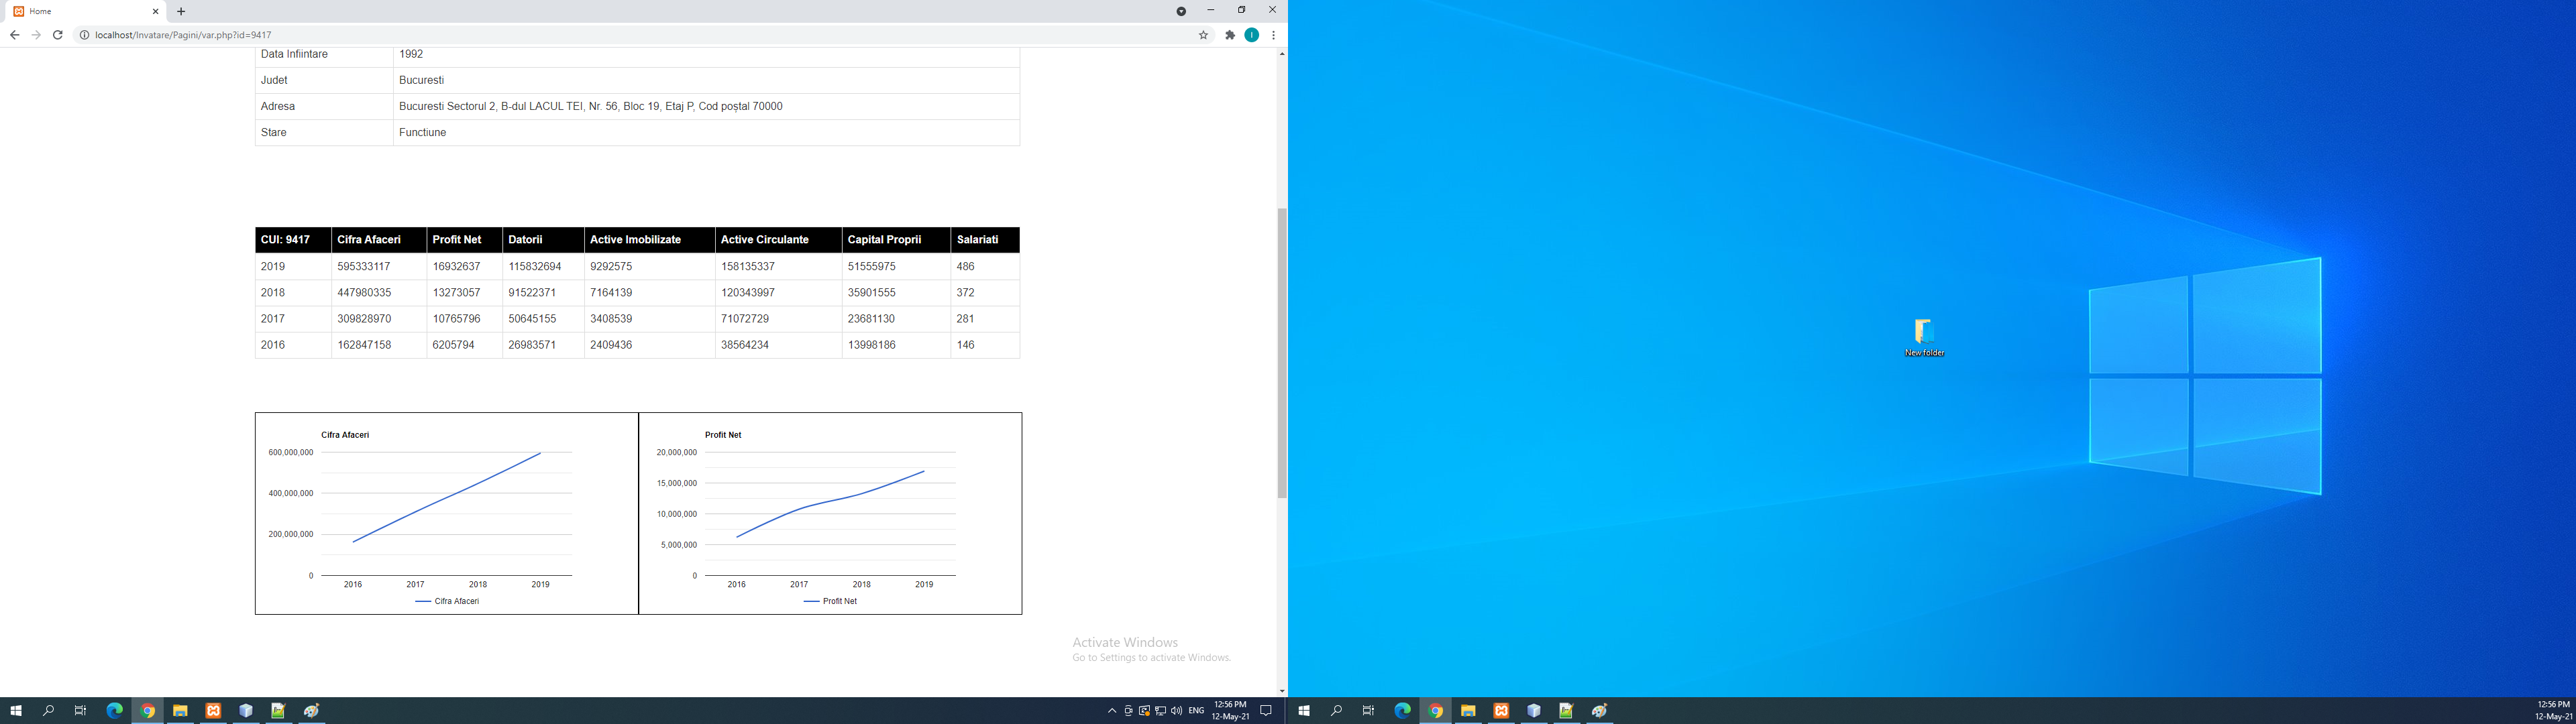 Home
localhost/Invatare/Pagini/var.php?id=9417
Data Infiintare 1992
Judet Bucuresti
Adresa Bucuresti Sectorul 2, B-dul LACUL TEI, Nr. 56, Bloc 19, Etaj P, Cod poștal 70000
Stare Functiune
CUI: 9417 Cifra Afaceri Profit Net Datorii Active Imobilizate Active Circulante Capital Proprii Salariati
2019 595333117 16932637 115832694 9292575 158135337 51555975 486
2018 447980335 13273057 91522371 7164139 120343997 35901555 372
2017 309828970 10765796 50645155 3408539 71072729 23681130 281
2016 162847158 6205794 26983571 2409436 38564234 13998186 146
Cifra Afaceri
600,000,000
400,000,000
200,000,000
0
2016 2017 2018 2019
Cifra Afaceri
Profit Net
20,000,000
15,000,000
10,000,000
5,000,000
0
2016 2017 2018 2019
Profit Net
Activate Windows
Go to Settings to activate Windows.
ENG
12:56 PM
12-May-21
New folder
12:56 PM
12-May-21